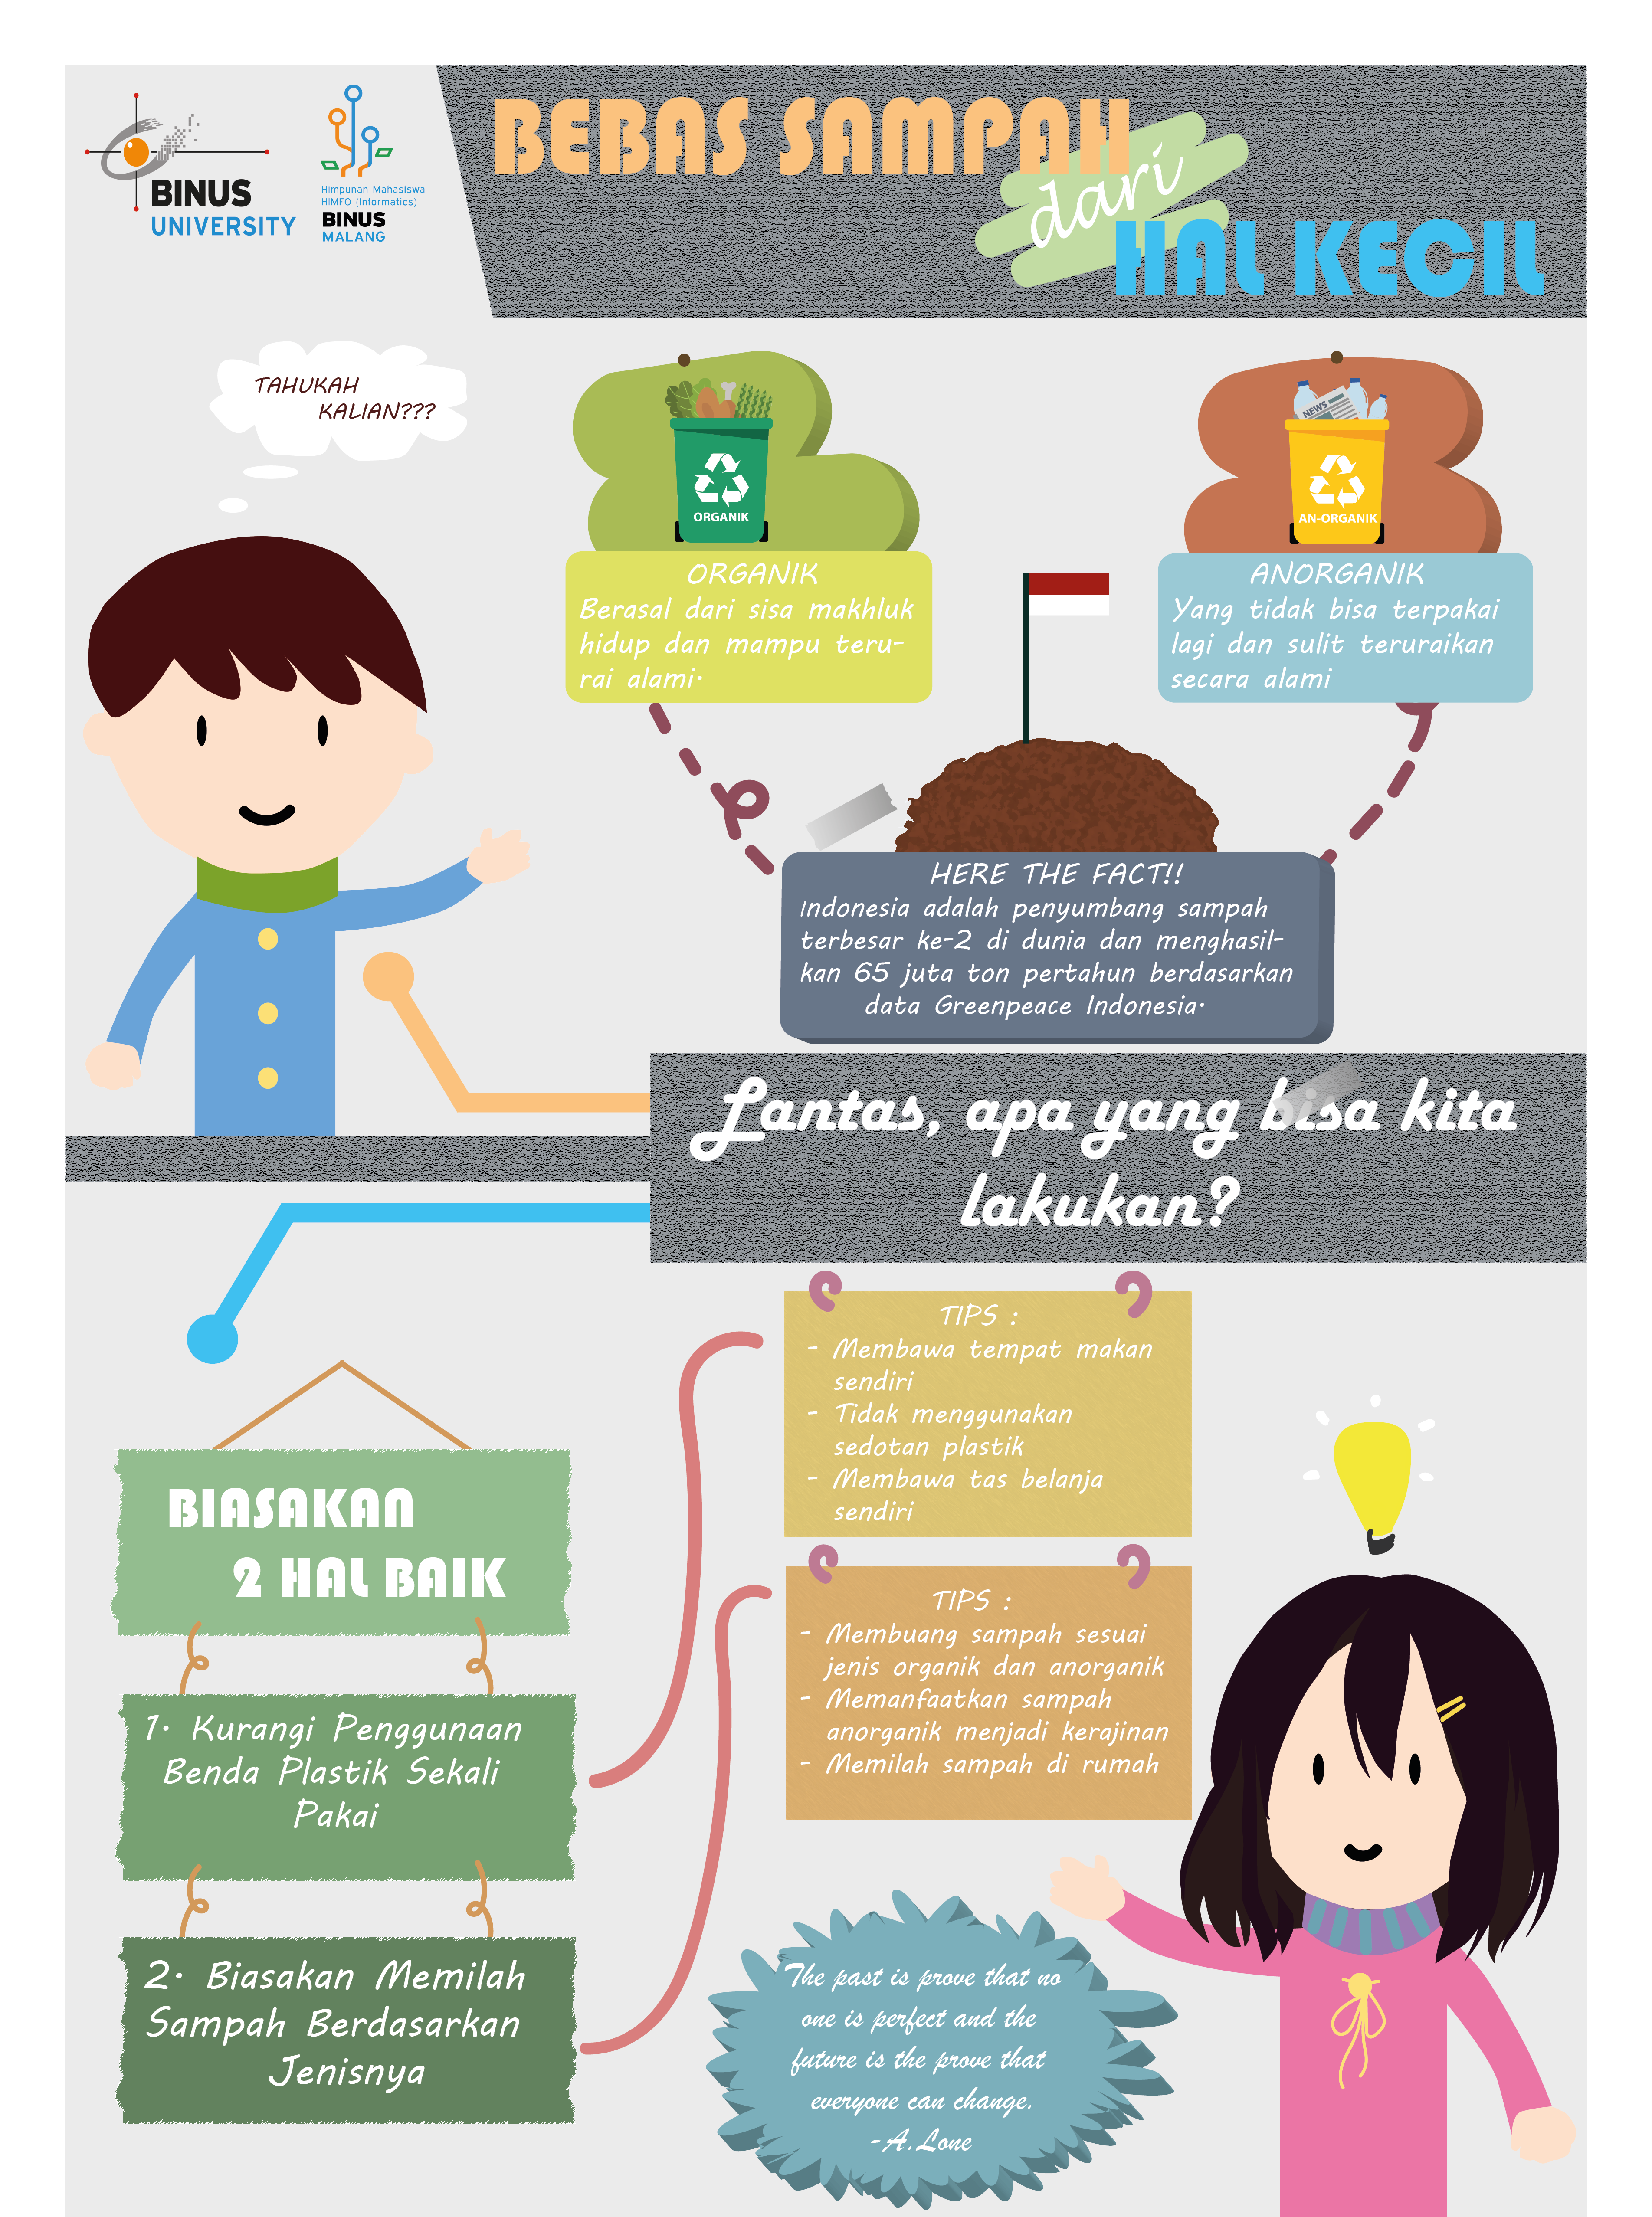 BINUS
UNIVERSITY
Himpunan Mahasiswa
HIMFO (Informatics)
BINUS
MALANG
BEBAS SAMPAH
dari
HAL KECIL
TAHUKAH
KALIAN???
ORGANIK
ORGANIK
Berasal dari sisa makhluk
hidup dan mampu teru-
rai alami.
NEWS
AN-ORGANIK
ANORGANIK
Yang tidak bisa terpakai
lagi dan sulit teruraikan
secara alami
HERE THE FACT!!
Indonesia adalah penyumbang sampah
terbesar ke-2 di dunia dan menghasil-
kan 65 juta ton pertahun berdasarkan
data Greenpeace Indonesia.
Lantas, apa yang bisa kita
lakukan?
BIASAKAN
2 HAL BAIK
1. Kurangi Penggunaan
Benda Plastik Sekali
Pakai
2. Biasakan Memilah
Sampah Berdasarkan
Jenisnya
TIPS :
- Membawa tempat makan
sendiri
- Tidak menggunakan
sedotan plastik
- Membawa tas belanja
sendiri
TIPS :
- Membuang sampah sesuai
jenis organik dan anorganik
- Memanfaatkan sampah
anorganik menjadi kerajinan
- Memilah sampah di rumah
The past is prove that no
one is perfect and the
future is the prove that
everyone can change.
-A.Lone